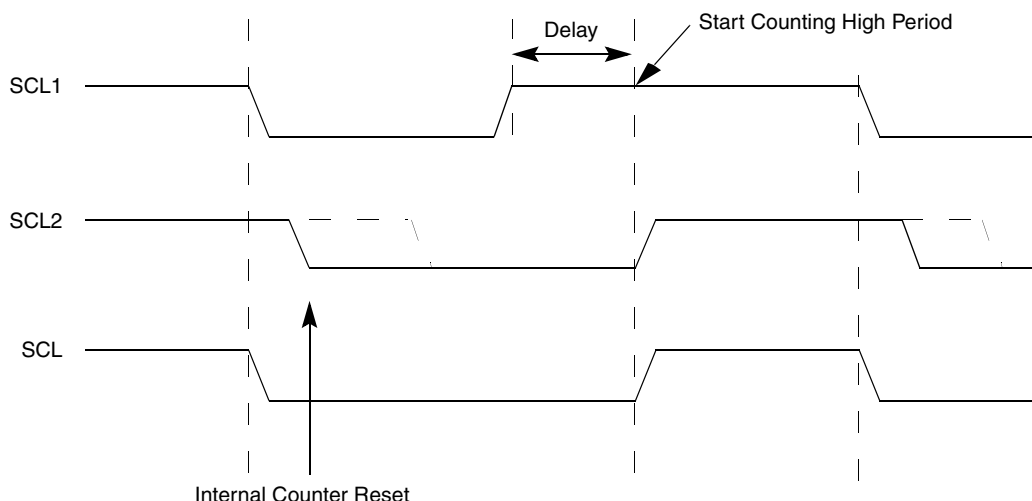 Delay
Start Counting High Period
SCL1
SCL2
SCL
Internal Counter Reset